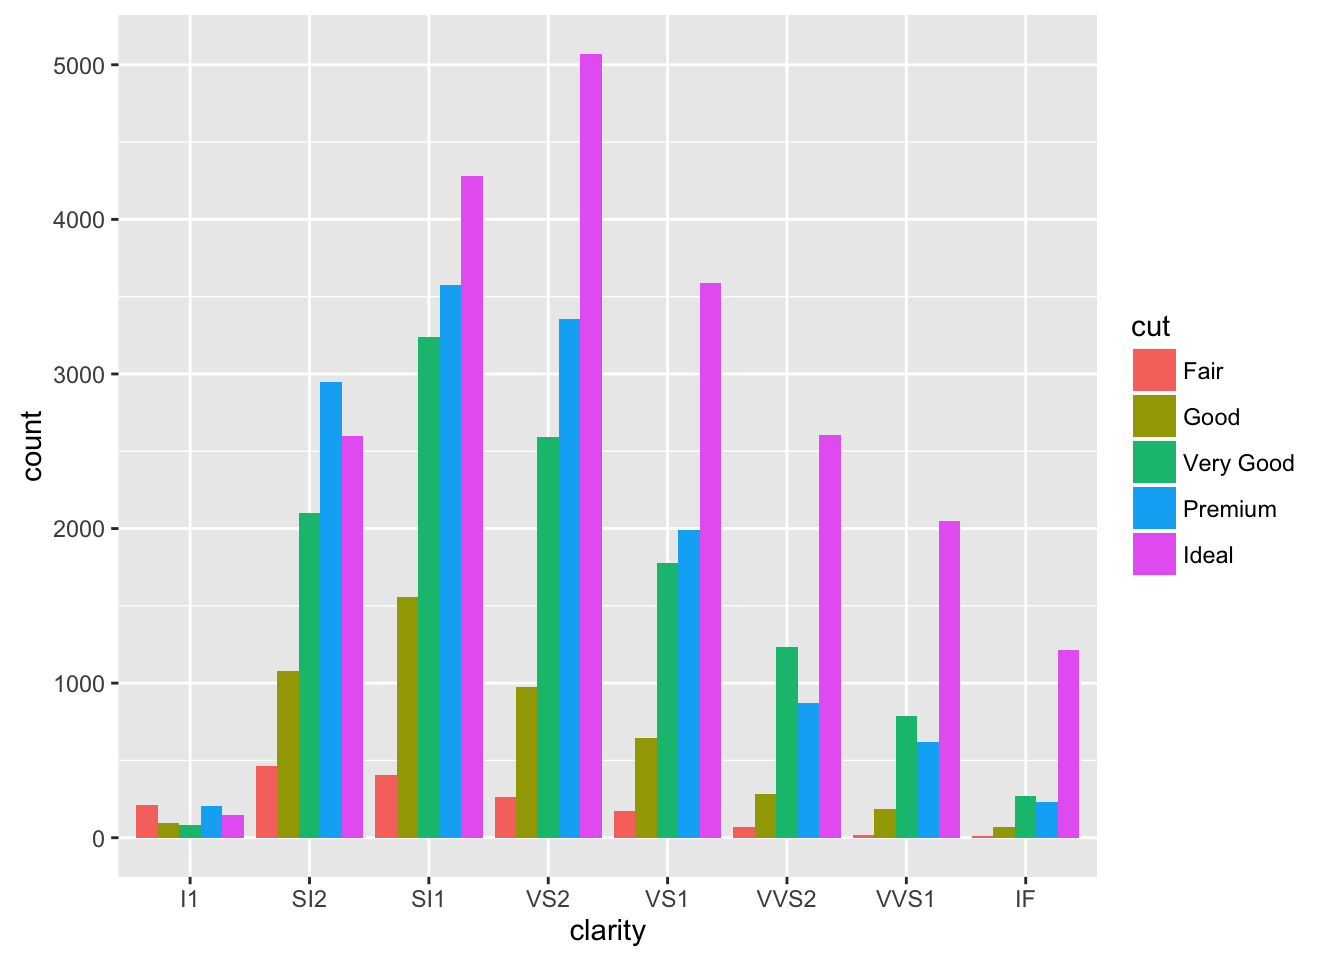 5000
4000
3000
2000
1000
0
count
I1 SI2 SI1 VS2 VS1 VVS2 VVS1 IF
clarity
cut
Fair
Good
Very Good
Premium
Ideal